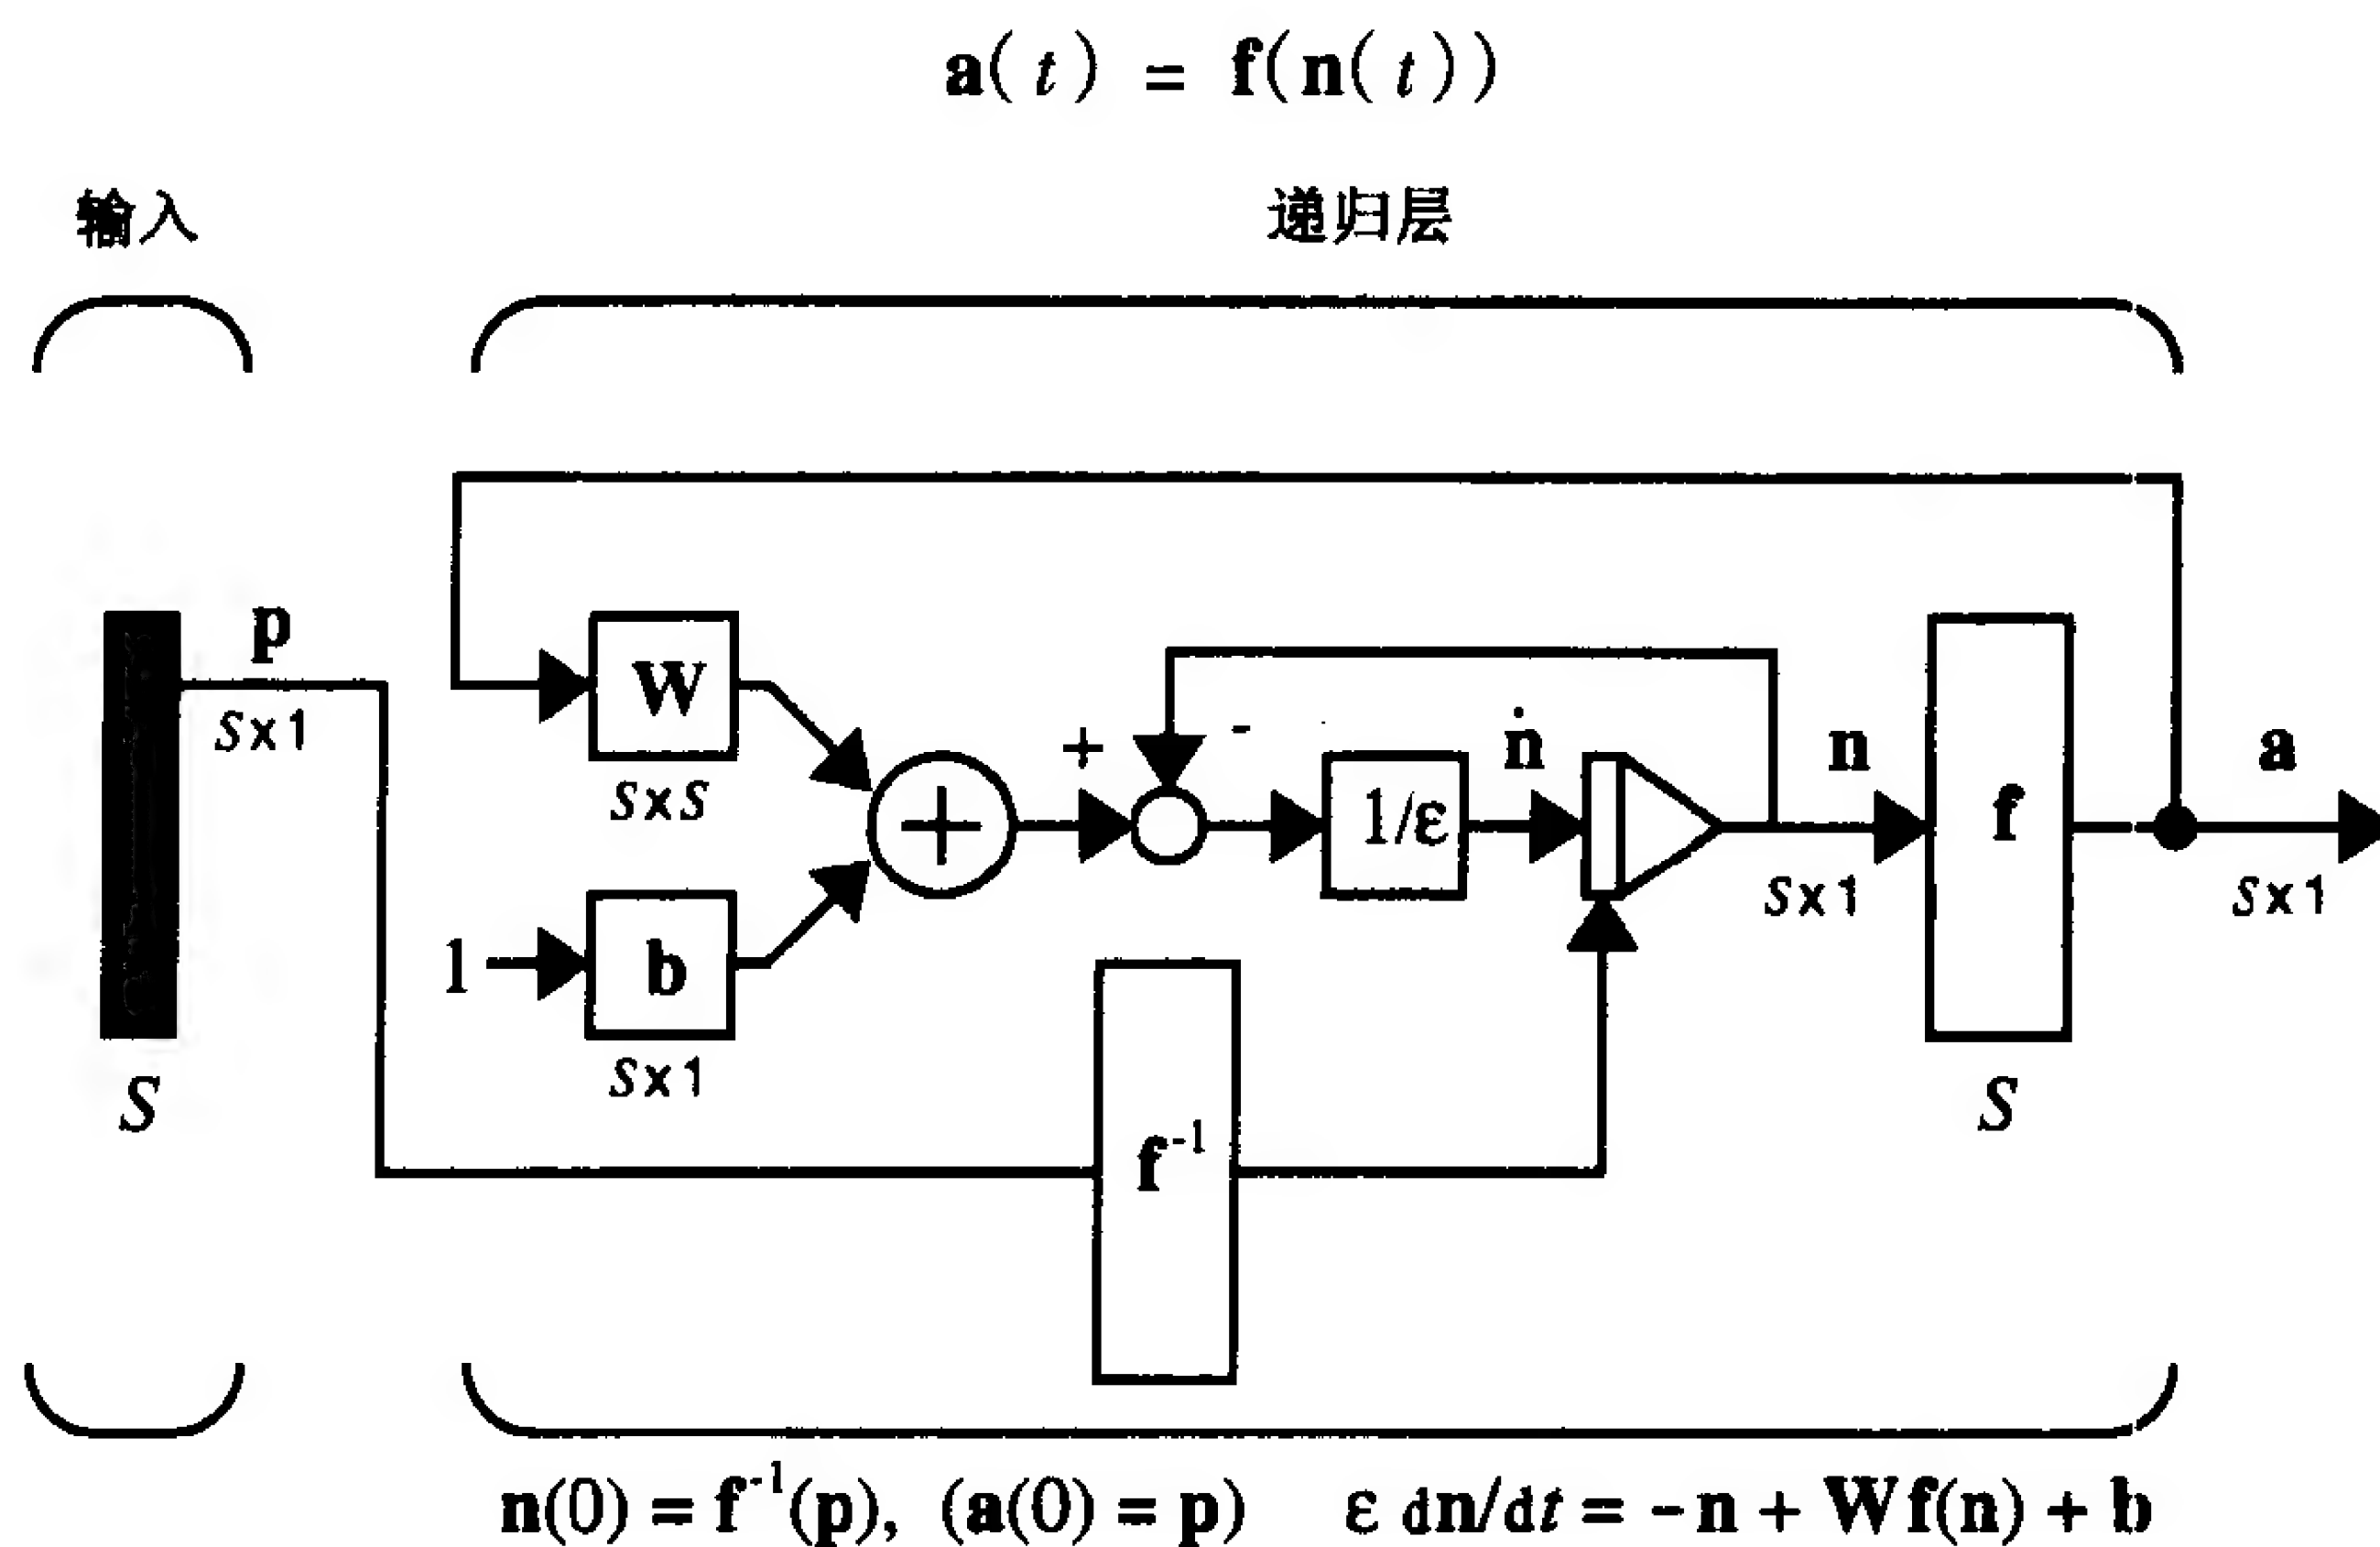 a(t) = f(n(t))
输入
递归层
p
S×1
W
S×S
+
+
-
1/ε
ṅ
n
S×1
f
a
S×1
1
b
S×1
f⁻¹
S
S
n(0) = f⁻¹(p), (a(0) = p) ε dn/dt = -n + Wf(n) + b